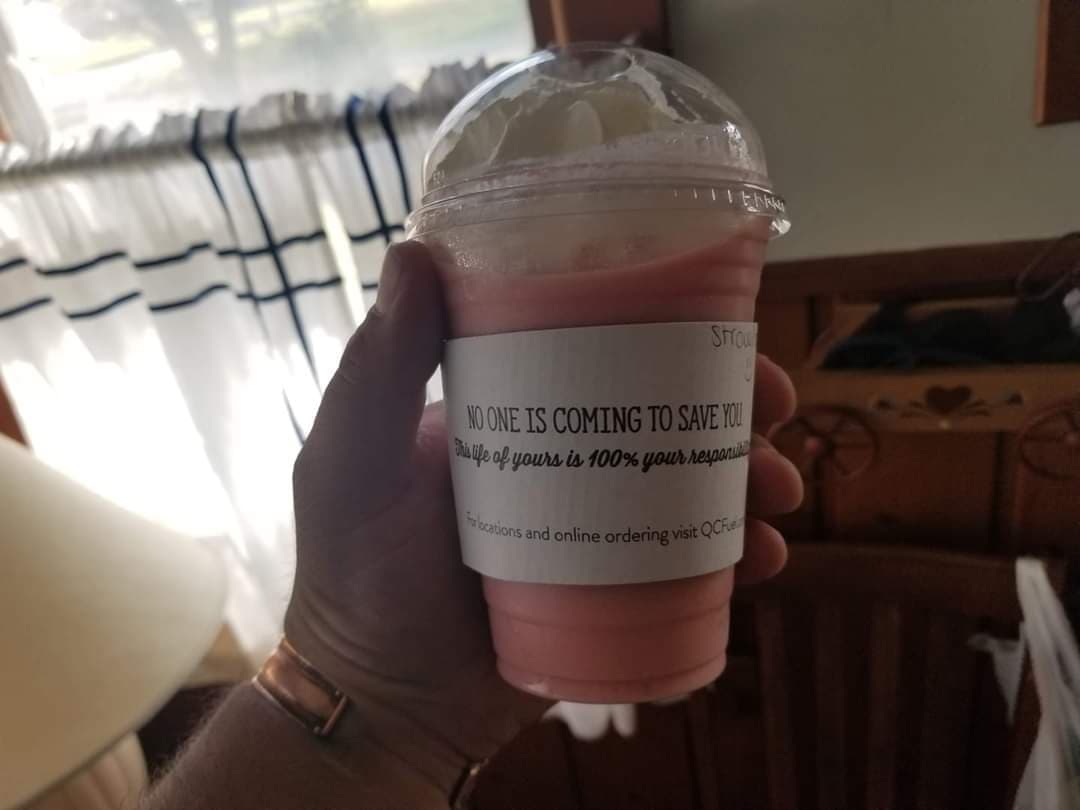 NO ONE IS COMING TO SAVE YOU.
This life of yours is 100% your
For locations and online ordering visit